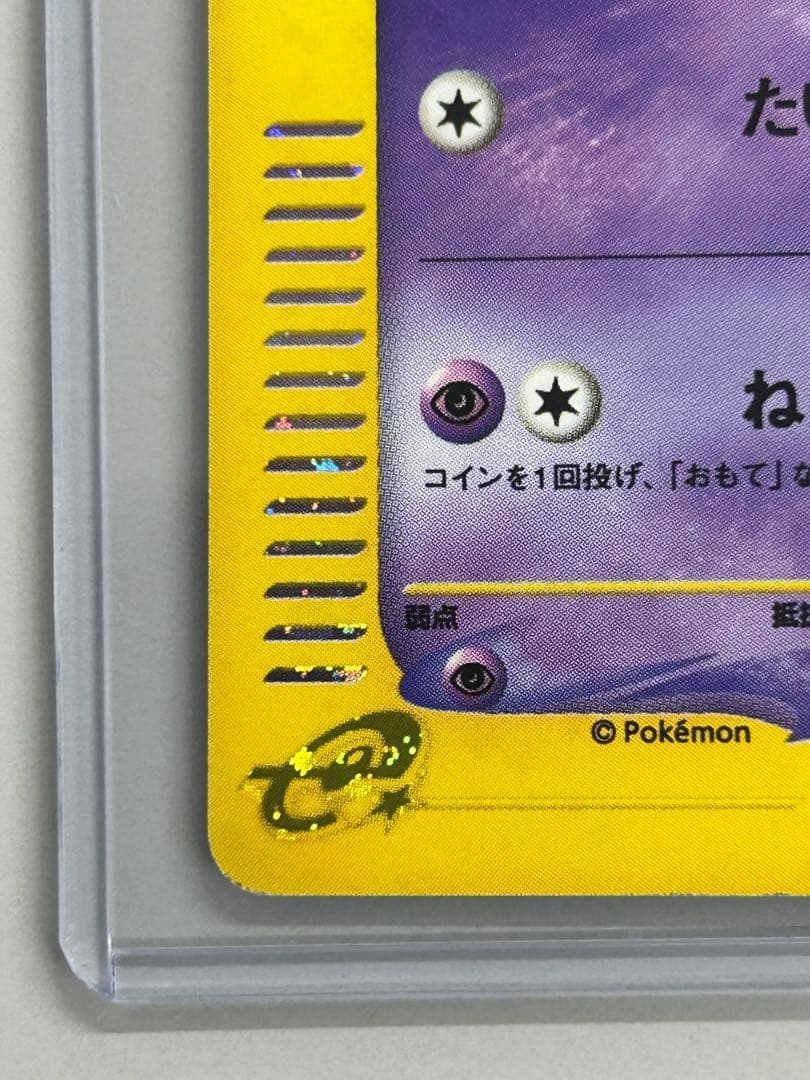 た
ね
コインを1回投げ、「おもて」な
弱点 抵
© Pokémon
e